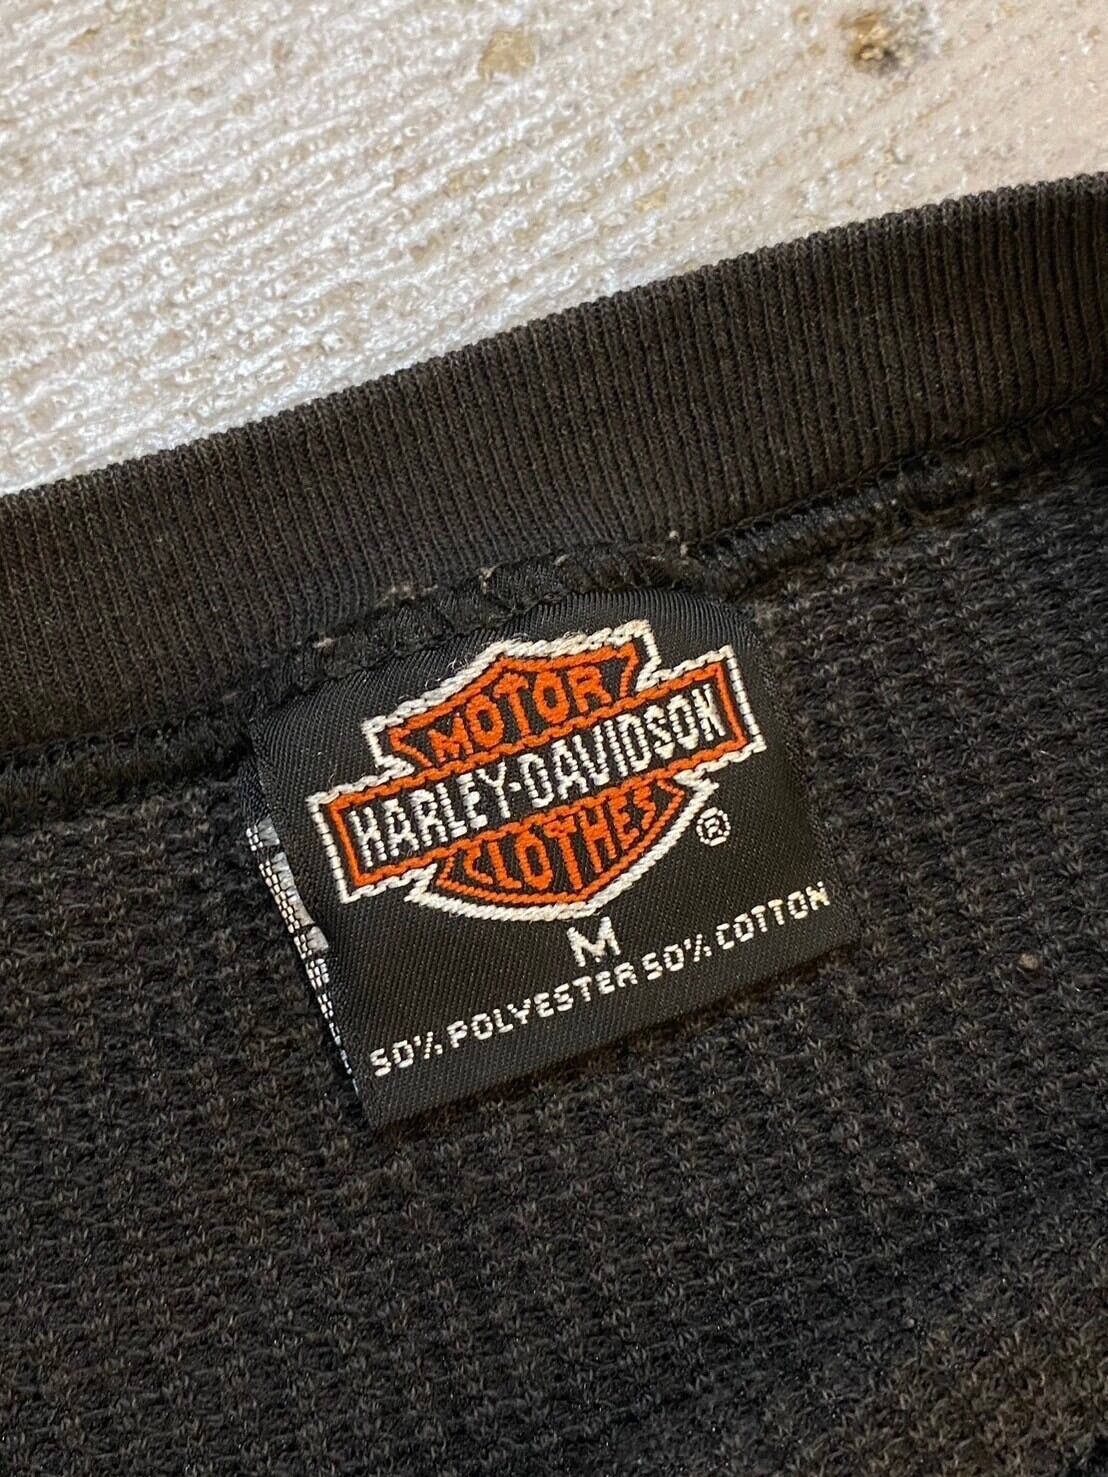 MOTOR
HARLEY-DAVIDSON
CLOTHES
®
M
50% POLYESTER 50% COTTON